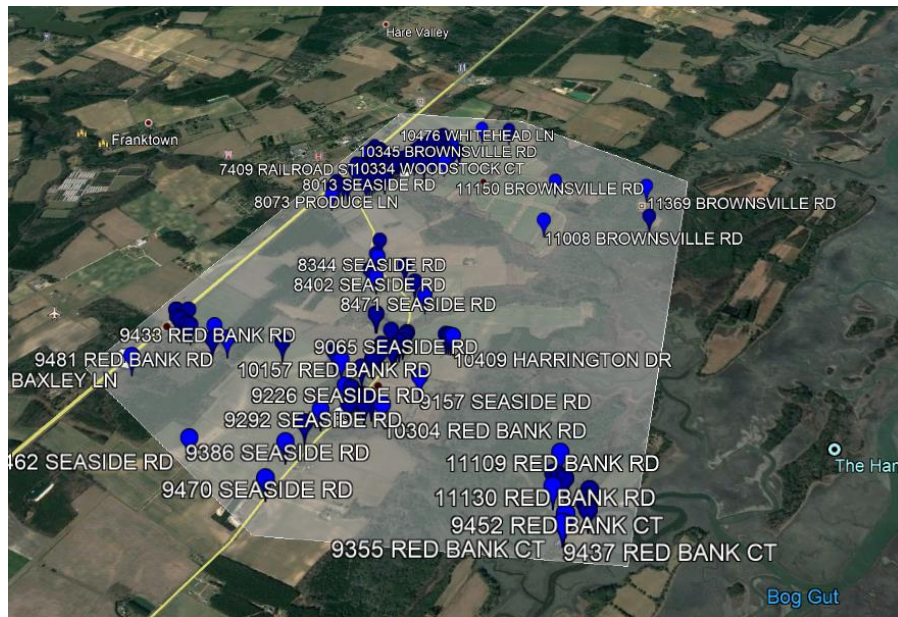 Hare Valley
Franktown
10476 WHITEHEAD LN
10345 BROWNSVILLE RD
7409 RAILROAD ST
10334 WOODSTOCK CT
8013 SEASIDE RD
11150 BROWNSVILLE RD
8073 PRODUCE LN
11369 BROWNSVILLE RD
11008 BROWNSVILLE RD
8344 SEASIDE RD
8402 SEASIDE RD
8471 SEASIDE RD
9433 RED BANK RD
9065 SEASIDE RD
9481 RED BANK RD
10409 HARRINGTON DR
10157 RED BANK RD
BAXLEY LN
9226 SEASIDE RD
9157 SEASIDE RD
9292 SEASIDE RD
10304 RED BANK RD
9386 SEASIDE RD
462 SEASIDE RD
11109 RED BANK RD
The Har
9470 SEASIDE RD
11130 RED BANK RD
9452 RED BANK CT
9355 RED BANK CT
9437 RED BANK CT
Bog Gut